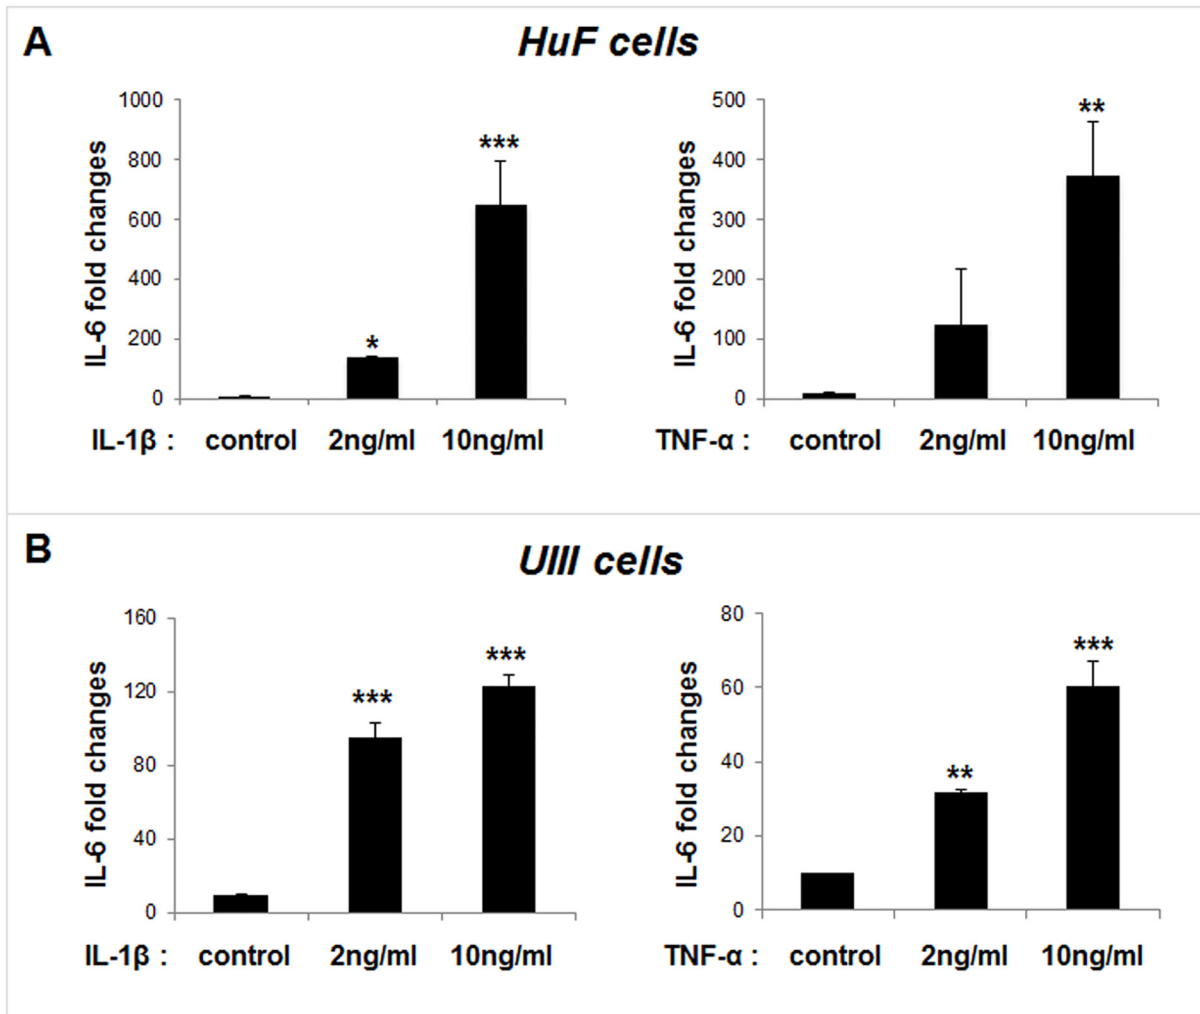 A
HuF cells
IL-6 fold changes
1000
800
600
400
200
0
*
***
IL-1β : control 2ng/ml 10ng/ml
IL-6 fold changes
500
400
300
200
100
0
**
TNF-α : control 2ng/ml 10ng/ml
B
UIII cells
IL-6 fold changes
160
120
80
40
0
***
***
IL-1β : control 2ng/ml 10ng/ml
IL-6 fold changes
80
60
40
20
0
**
***
TNF-α : control 2ng/ml 10ng/ml